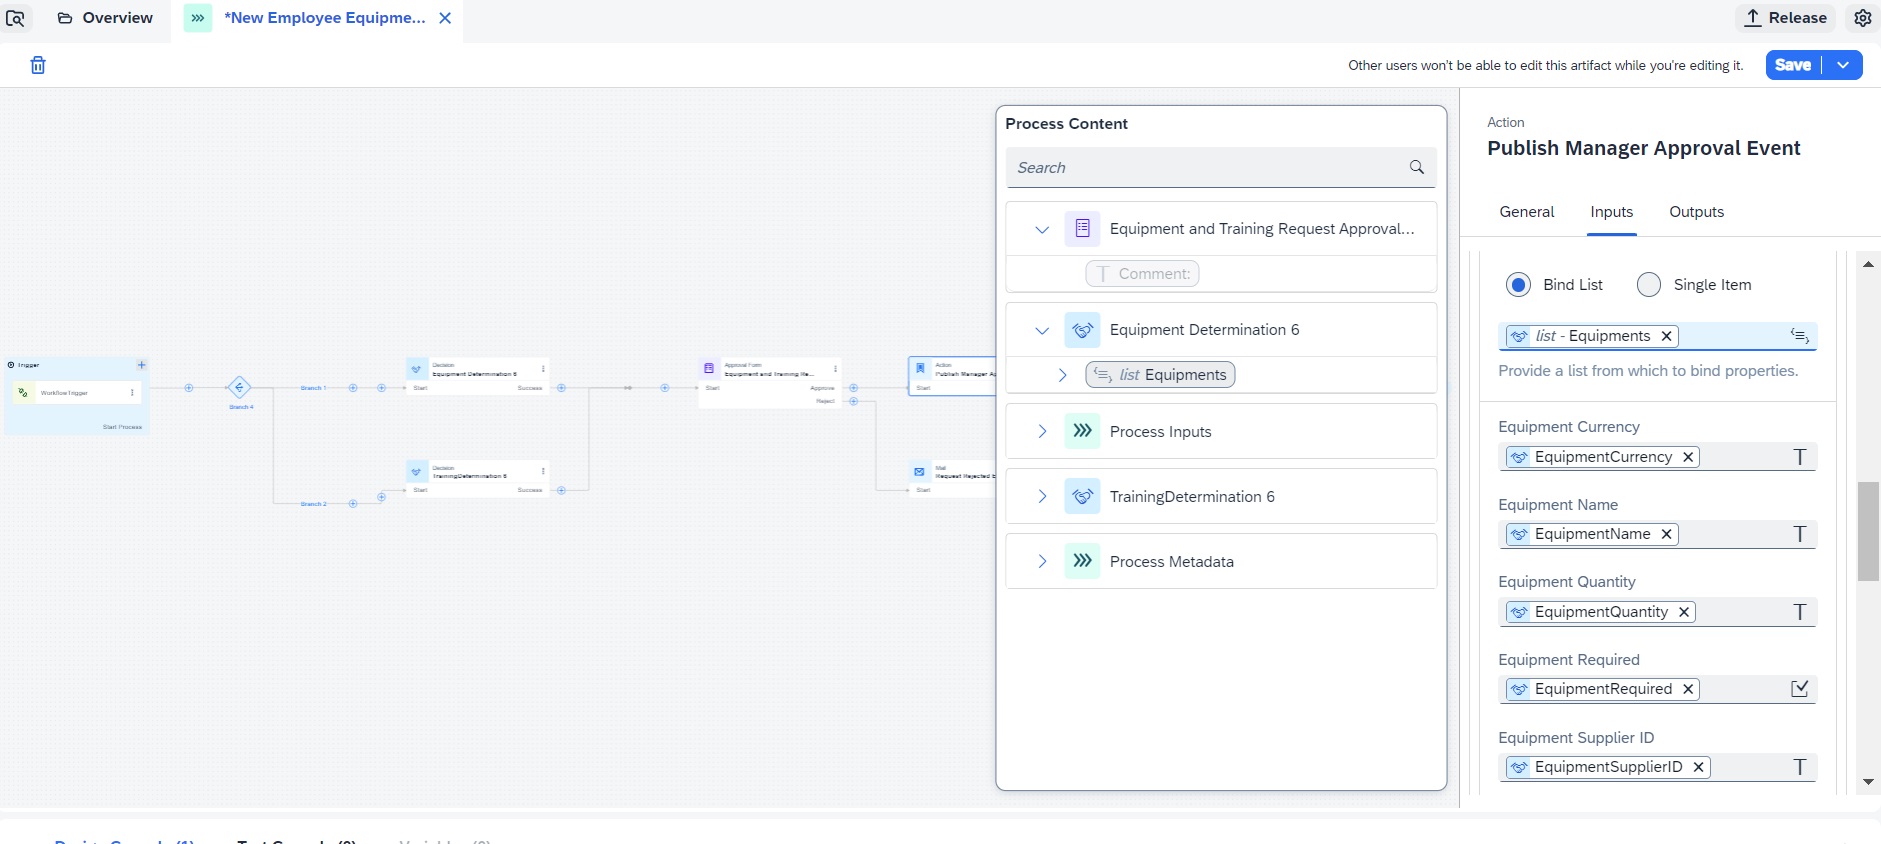 Overview
*New Employee Equipme...
Release
Other users won't be able to edit this artifact while you're editing it.
Save
Trigger
WorkflowTrigger
Start Process
Branch 4
Branch 1
Branch 2
Decision
Equipment Determination 6
Start
Success
Decision
TrainingDetermination 6
Start
Success
Approval Form
Equipment and Training Re...
Start
Approve
Reject
Action
Publish Manager Ap
Start
Mail
Request Rejected b
Start
Process Content
Search
Equipment and Training Request Approval...
Comment:
Equipment Determination 6
list Equipments
Process Inputs
TrainingDetermination 6
Process Metadata
Action
Publish Manager Approval Event
General
Inputs
Outputs
Bind List
Single Item
list - Equipments
Provide a list from which to bind properties.
Equipment Currency
EquipmentCurrency
Equipment Name
EquipmentName
Equipment Quantity
EquipmentQuantity
Equipment Required
EquipmentRequired
Equipment Supplier ID
EquipmentSupplierID